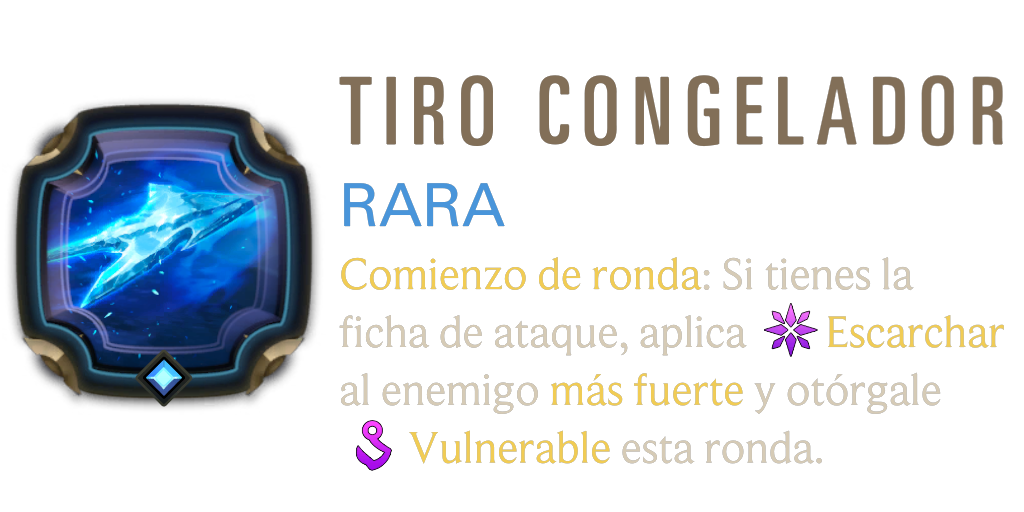 TIRO CONGELADOR
RARA
Comienzo de ronda: Si tienes la
ficha de ataque, aplica Escarchar
al enemigo más fuerte y otórgale
Vulnerable esta ronda.